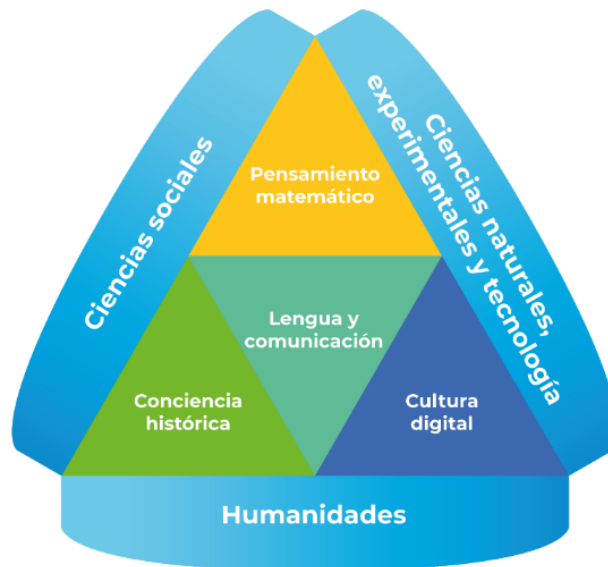 Ciencias sociales
Ciencias naturales,
experimentales y tecnología
Pensamiento
matemático
Lengua y
comunicación
Conciencia
histórica
Cultura
digital
Humanidades